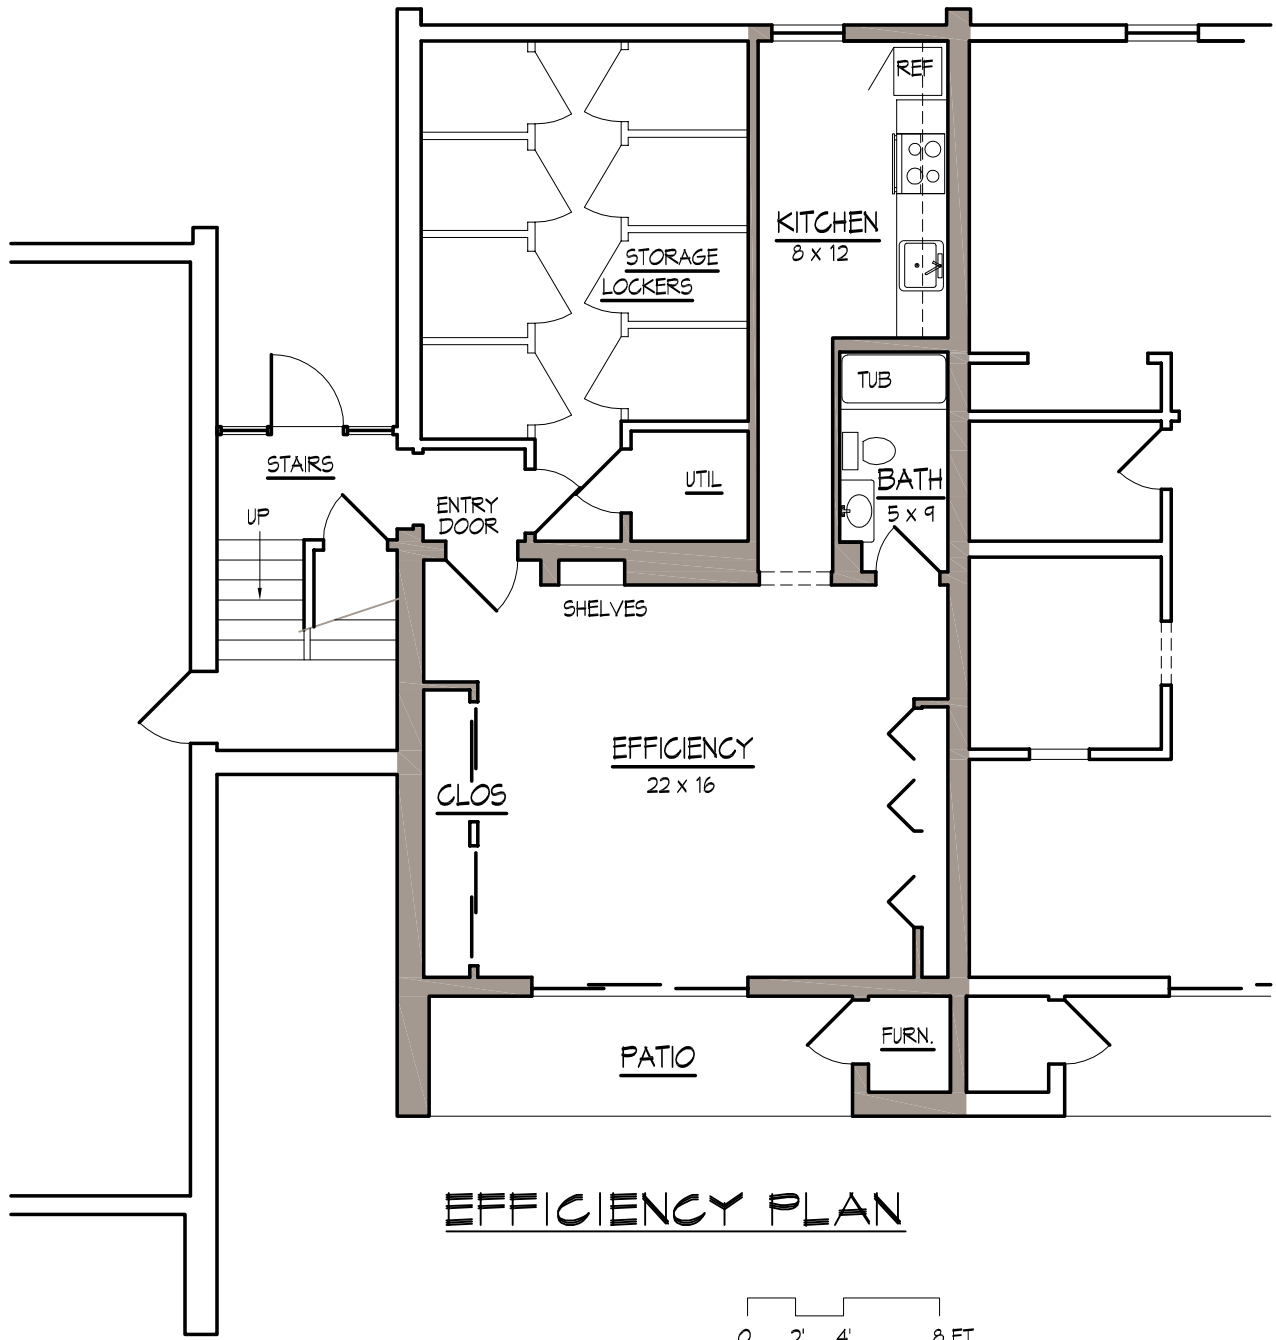 REF
KITCHEN
8 x 12
STORAGE
LOCKERS
TUB
STAIRS
UTIL
BATH
5 x 9
ENTRY
DOOR
UP
SHELVES
EFFICIENCY
22 x 16
CLOS
FURN.
PATIO
EFFICIENCY PLAN
0 2' 4' 8 FT